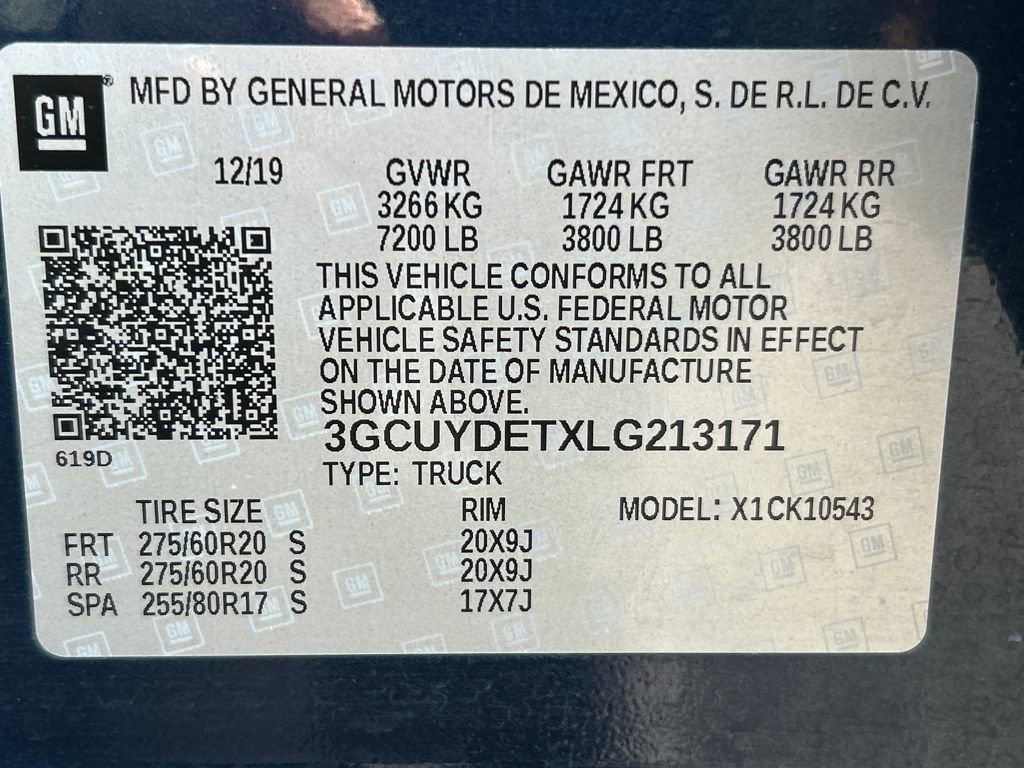 GM ® MFD BY GENERAL MOTORS DE MEXICO, S. DE R.L. DE C.V.
12/19 GVWR GAWR FRT GAWR RR
3266 KG 1724 KG 1724 KG
7200 LB 3800 LB 3800 LB
THIS VEHICLE CONFORMS TO ALL
APPLICABLE U.S. FEDERAL MOTOR
VEHICLE SAFETY STANDARDS IN EFFECT
ON THE DATE OF MANUFACTURE
SHOWN ABOVE.
3GCUYDETXLG213171
619D
TYPE: TRUCK
TIRE SIZE RIM MODEL: X1CK10543
FRT 275/60R20 S 20X9J
RR 275/60R20 S 20X9J
SPA 255/80R17 S 17X7J